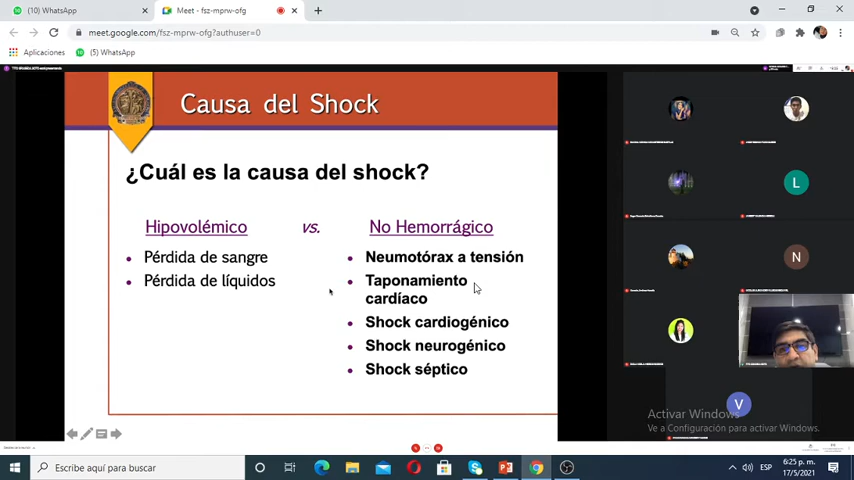 (10) WhatsApp
Meet - fsz-mprw-ofg
meet.google.com/fsz-mprw-ofg?authuser=0
Aplicaciones
(5) WhatsApp
Causa del Shock
¿Cuál es la causa del shock?
Hipovolémico vs. No Hemorrágico
• Pérdida de sangre
• Pérdida de líquidos
• Neumotórax a tensión
• Taponamiento
cardíaco
• Shock cardiogénico
• Shock neurogénico
• Shock séptico
L
N
V
Activar Windows
Ve a Configuración para activar Windows.
Escribe aquí para buscar
ESP
6:25 p. m.
17/5/2021